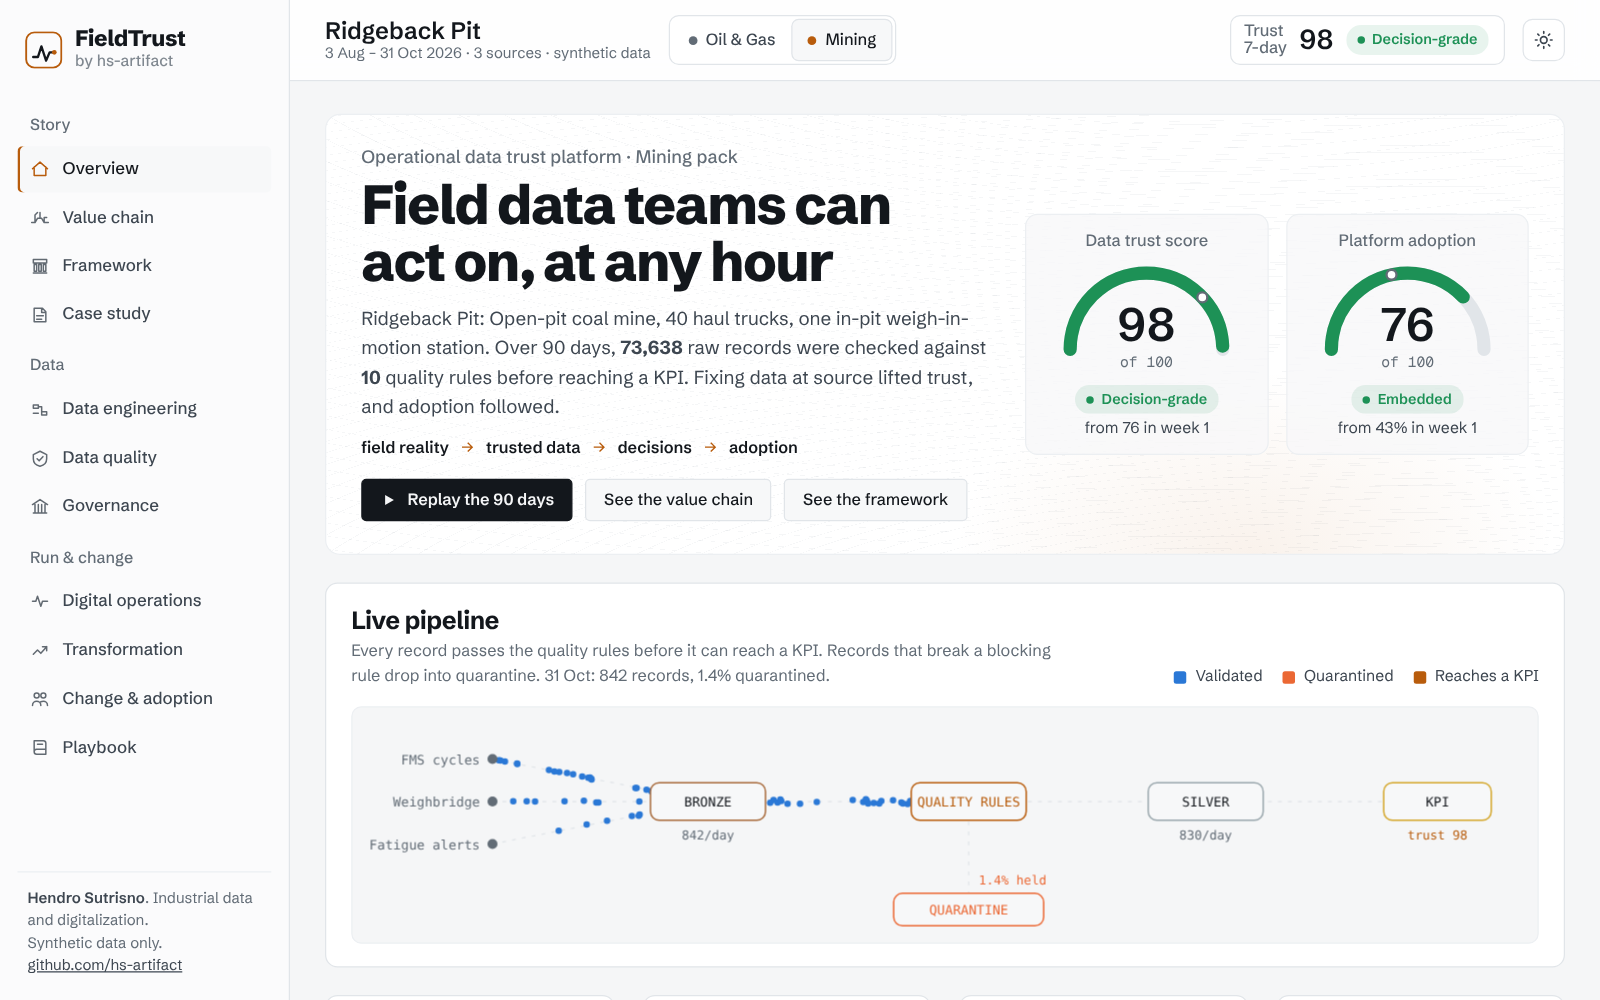 FieldTrust
by hs-artifact
Story
Overview
Value chain
Framework
Case study
Data
Data engineering
Data quality
Governance
Run & change
Digital operations
Transformation
Change & adoption
Playbook
Hendro Sutrisno. Industrial data
and digitalization.
Synthetic data only.
github.com/hs-artifact
Ridgeback Pit
3 Aug – 31 Oct 2026 · 3 sources · synthetic data
Oil & Gas
Mining
Trust
7-day
98
Decision-grade
Operational data trust platform · Mining pack
Field data teams can
act on, at any hour
Ridgeback Pit: Open-pit coal mine, 40 haul trucks, one in-pit weigh-in-
motion station. Over 90 days, 73,638 raw records were checked against
10 quality rules before reaching a KPI. Fixing data at source lifted trust,
and adoption followed.
field reality → trusted data → decisions → adoption
Replay the 90 days
See the value chain
See the framework
Data trust score
98
of 100
Decision-grade
from 76 in week 1
Platform adoption
76
of 100
Embedded
from 43% in week 1
Live pipeline
Every record passes the quality rules before it can reach a KPI. Records that break a blocking
rule drop into quarantine. 31 Oct: 842 records, 1.4% quarantined.
Validated
Quarantined
Reaches a KPI
FMS cycles
Weighbridge
Fatigue alerts
BRONZE
842/day
QUALITY RULES
SILVER
830/day
KPI
trust 98
1.4% held
QUARANTINE